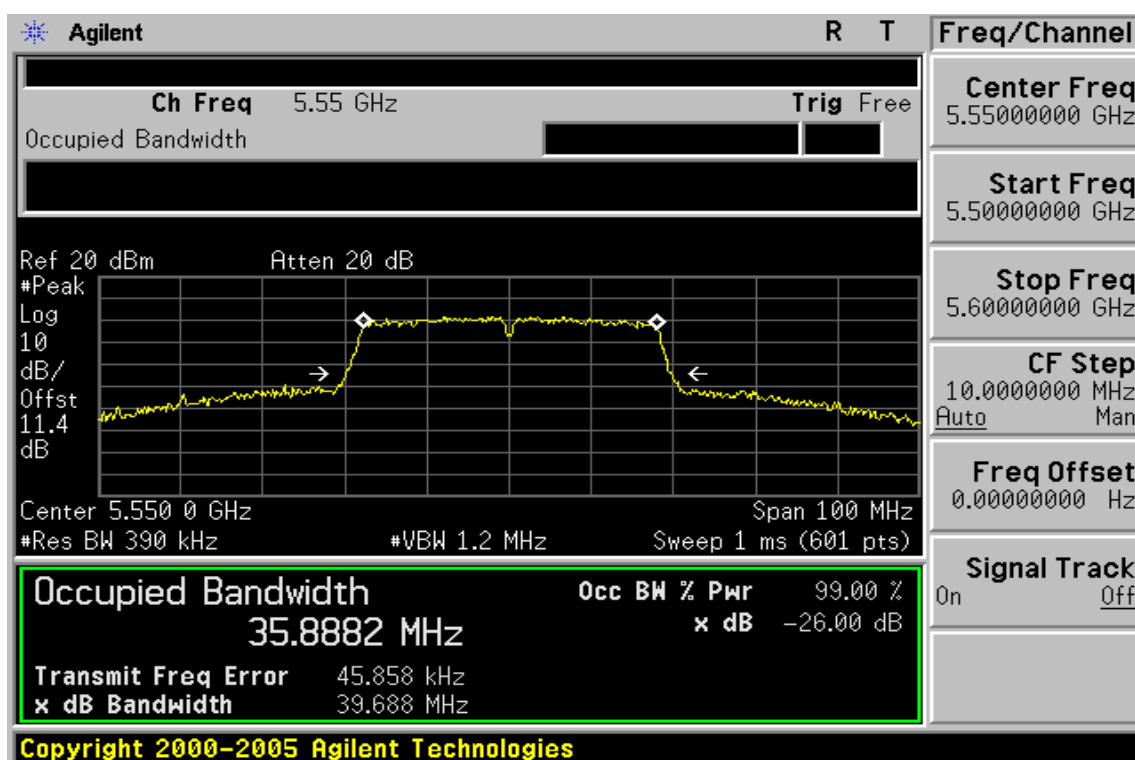 Agilent R T
Ch Freq 5.55 GHz Trig Free
Occupied Bandwidth
Ref 20 dBm Atten 20 dB
#Peak
Log
10
dB/
Offst
11.4
dB
Center 5.550 0 GHz Span 100 MHz
#Res BW 390 kHz #VBW 1.2 MHz Sweep 1 ms (601 pts)
Occupied Bandwidth Occ BW % Pwr 99.00 %
35.8882 MHz x dB -26.00 dB
Transmit Freq Error 45.858 kHz
x dB Bandwidth 39.688 MHz
Copyright 2000-2005 Agilent Technologies
Freq/Channel
Center Freq
5.55000000 GHz
Start Freq
5.50000000 GHz
Stop Freq
5.60000000 GHz
CF Step
10.0000000 MHz
Auto Man
Freq Offset
0.00000000 Hz
Signal Track
On Off